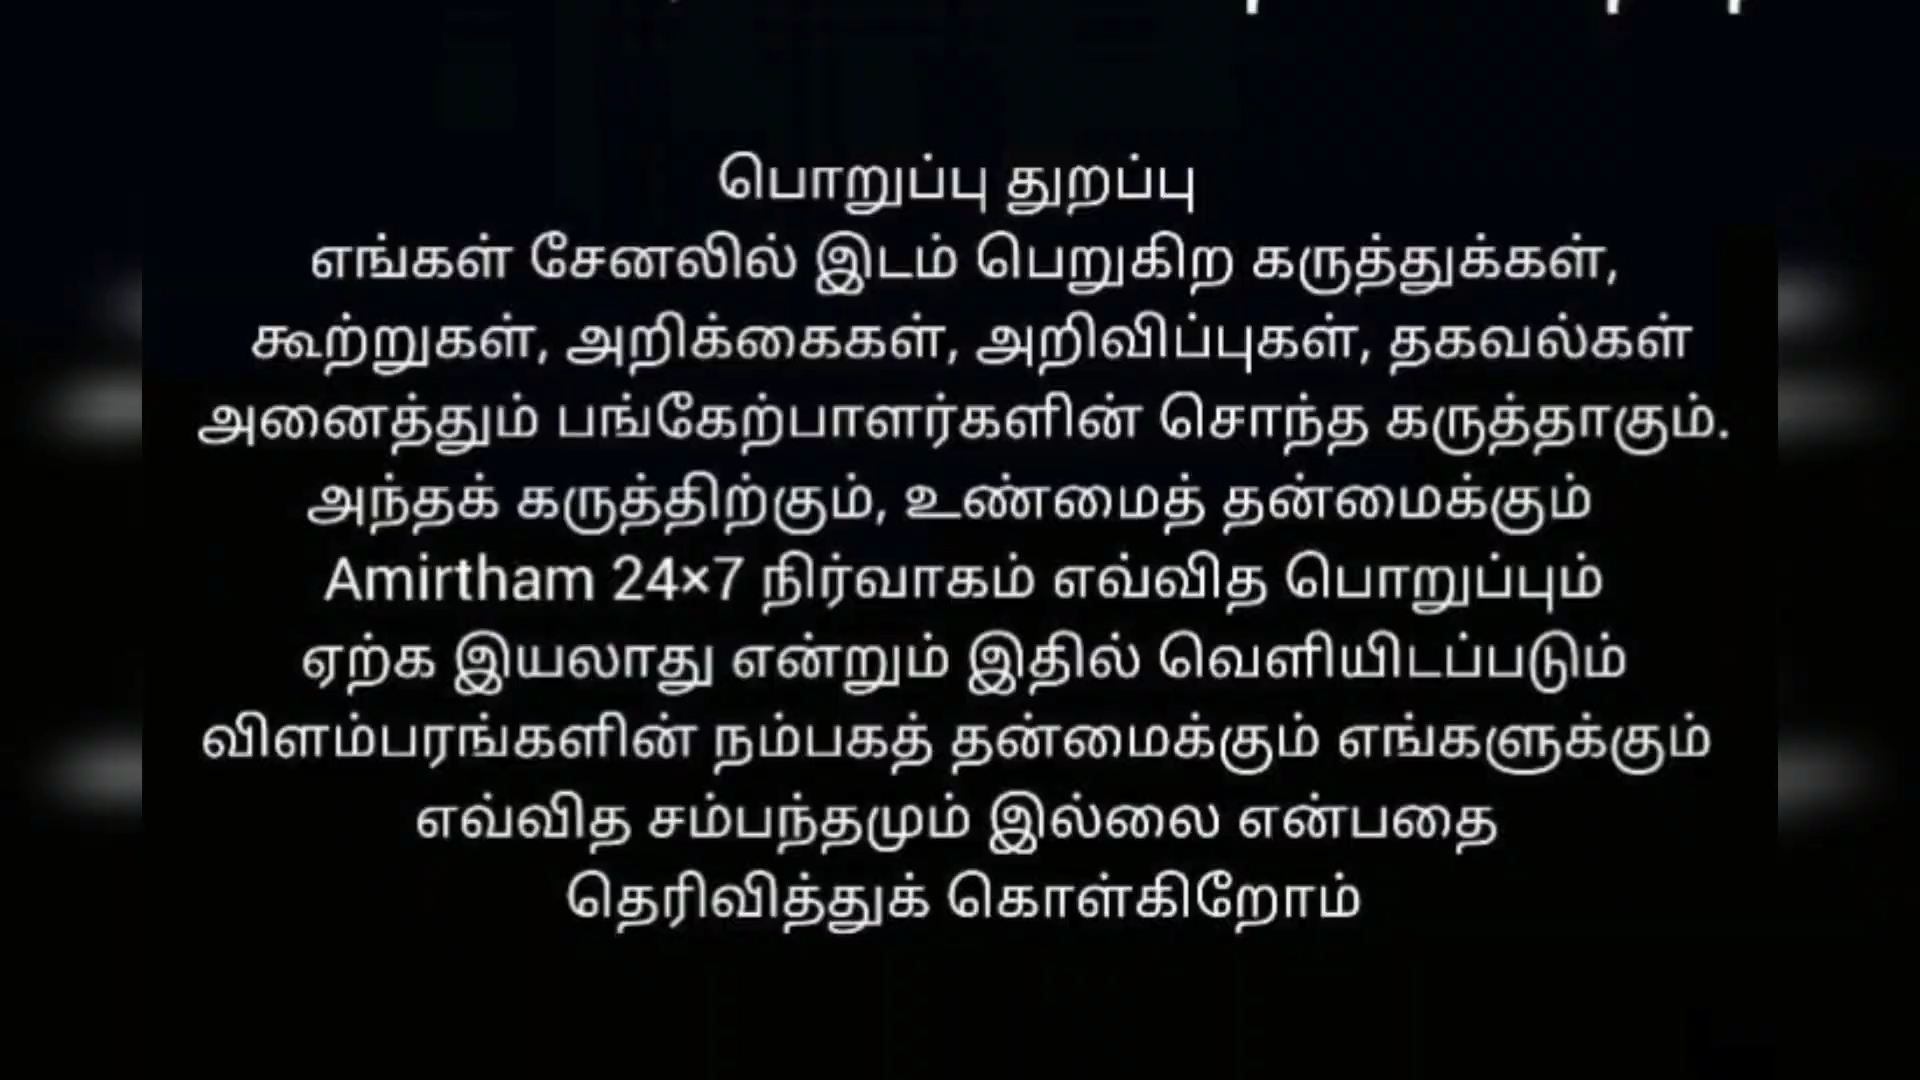 பொறுப்பு துறப்பு
எங்கள் சேனலில் இடம் பெறுகிற கருத்துக்கள்,
கூற்றுகள், அறிக்கைகள், அறிவிப்புகள், தகவல்கள்
அனைத்தும் பங்கேற்பாளர்களின் சொந்த கருத்தாகும்.
அந்தக் கருத்திற்கும், உண்மைத் தன்மைக்கும்
Amirtham 24×7 நிர்வாகம் எவ்வித பொறுப்பும்
ஏற்க இயலாது என்றும் இதில் வெளியிடப்படும்
விளம்பரங்களின் நம்பகத் தன்மைக்கும் எங்களுக்கும்
எவ்வித சம்பந்தமும் இல்லை என்பதை
தெரிவித்துக் கொள்கிறோம்